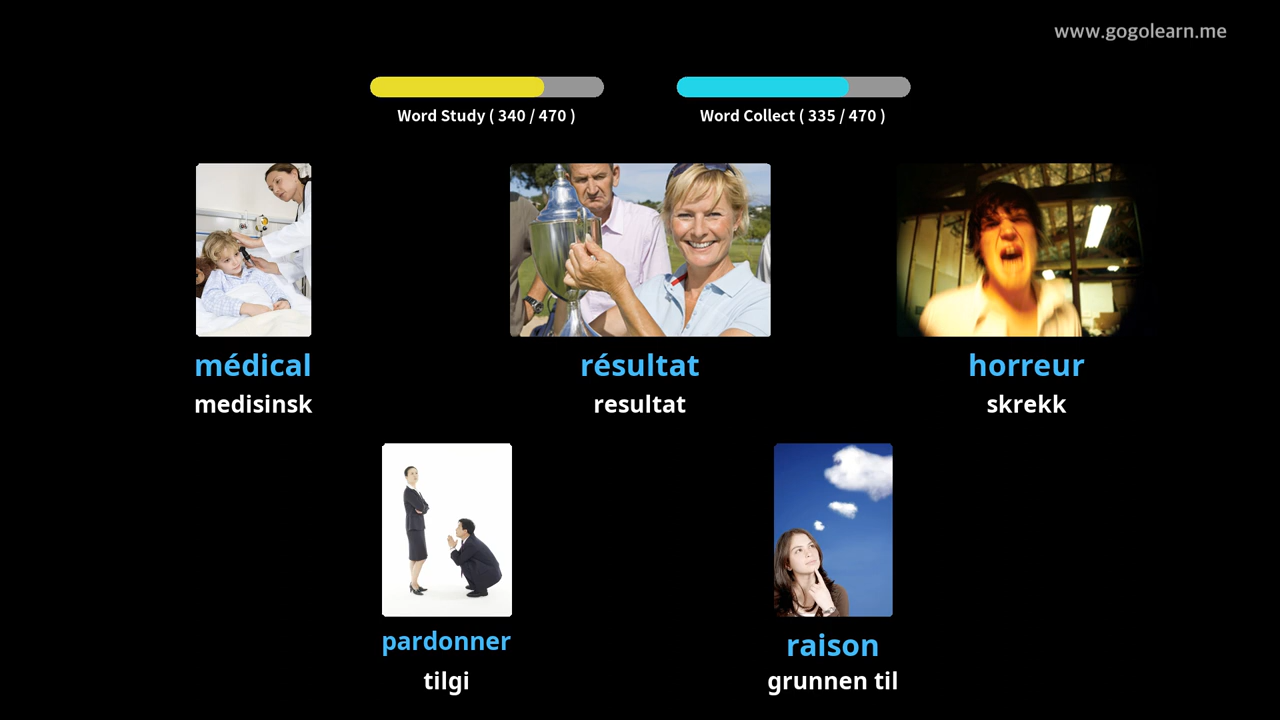 www.gogolearn.me
Word Study ( 340 / 470 )
Word Collect ( 335 / 470 )
médical
medisinsk
résultat
resultat
horreur
skrekk
pardonner
tilgi
raison
grunnen til